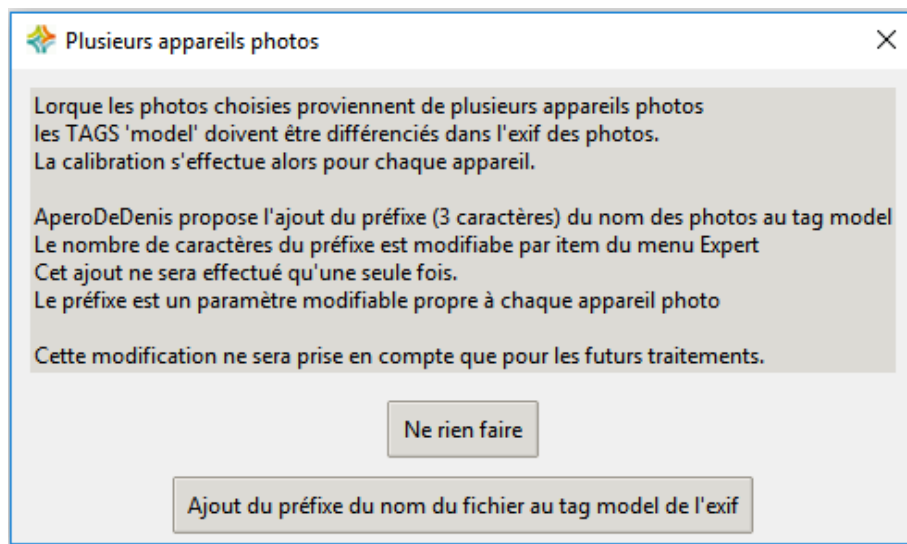 Plusieurs appareils photos
Lorque les photos choisies proviennent de plusieurs appareils photos
les TAGS 'model' doivent être différenciés dans l'exif des photos.
La calibration s'effectue alors pour chaque appareil.
AperoDeDenis propose l'ajout du préfixe (3 caractères) du nom des photos au tag model
Le nombre de caractères du préfixe est modifiabe par item du menu Expert
Cet ajout ne sera effectué qu'une seule fois.
Le préfixe est un paramètre modifiable propre à chaque appareil photo
Cette modification ne sera prise en compte que pour les futurs traitements.
Ne rien faire
Ajout du préfixe du nom du fichier au tag model de l'exif